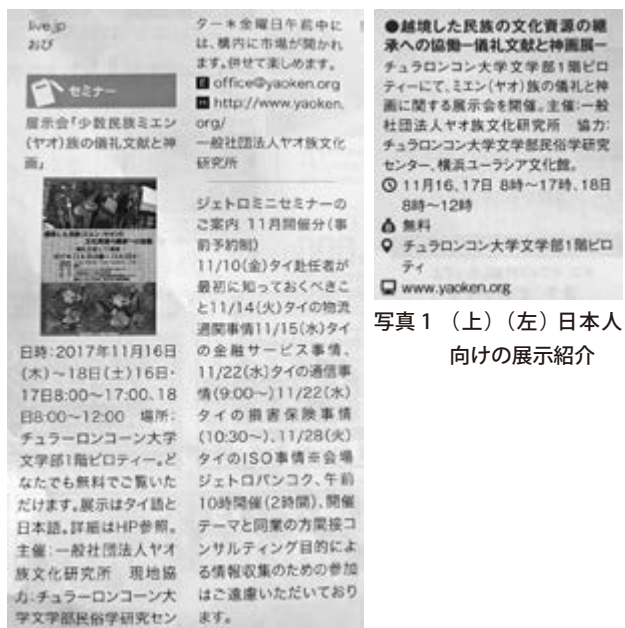 live.jp
おび
セミナー
展示会「少数民族ミエン
(ヤオ)族の儀礼文献と神
画」
日時:2017年11月16日
(木)〜18日(土)16日・
17日8:00〜17:00、18
日8:00〜12:00 場所:
チュラーロンコーン大学
文学部1階ピロティー。ど
なたでも無料でご覧いた
だけます。展示はタイ語と
日本語。詳細はHP参照。
主催:一般社団法人ヤオ
族文化研究所 現地協
力:チュラーロンコーン大
学文学部民俗学研究セン
ター＊金曜日午前中に
は、構内に市場が開かれ
ます。併せて楽しめます。
E office@yaoken.org
H http://www.yaoken.
org/
一般社団法人ヤオ族文化
研究所
ジェトロミニセミナーの
ご案内 11月開催分(事
前予約制)
11/10(金)タイ赴任者が
最初に知っておくべきこ
と11/14(火)タイの物流
通関事情11/15(水)タイ
の金融サービス事情、
11/22(水)タイの通信事
情(9:00〜)11/22(水)
タイの損害保険事情
(10:30〜)、11/28(火)
タイのISO事情※会場
ジェトロバンコク、午前
10時開催(2時間)、開催
テーマと同業の方間接コ
ンサルティング目的によ
る情報収集のための参加
はご遠慮いただいており
ます。
●越境した民族の文化資源の継
承への協働ー儀礼文献と神画展ー
チュラロンコン大学文学部1階ピロ
ティーにて、ミエン(ヤオ)族の儀礼と神
画に関する展示会を開催。主催:一般
社団法人ヤオ族文化研究所 協力:
チュラロンコン大学文学部民俗学研究
センター、横浜ユーラシア文化館。
11月16、17日 8時〜17時、18日
8時〜12時
無料
チュラロンコン大学文学部1階ピロ
ティ
www.yaoken.org
写真1 (上)(左)日本人
向けの展示紹介